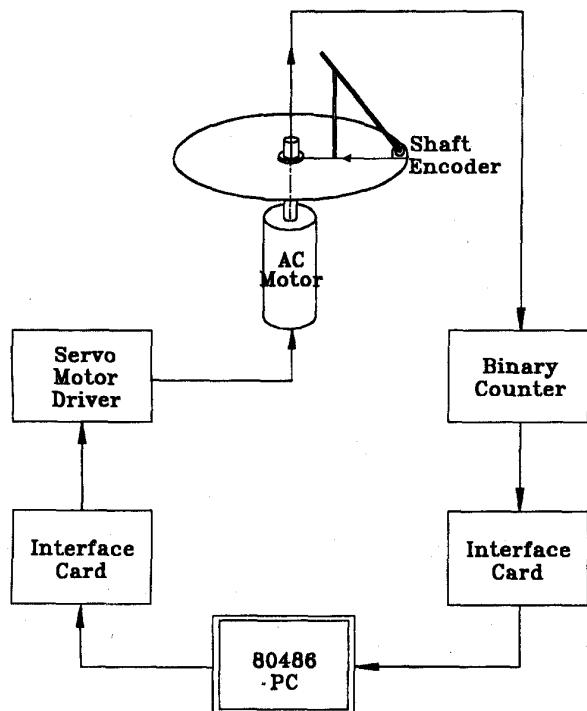 Shaft
Encoder
AC
Motor
Servo
Motor
Driver
Binary
Counter
Interface
Card
Interface
Card
80486
PC